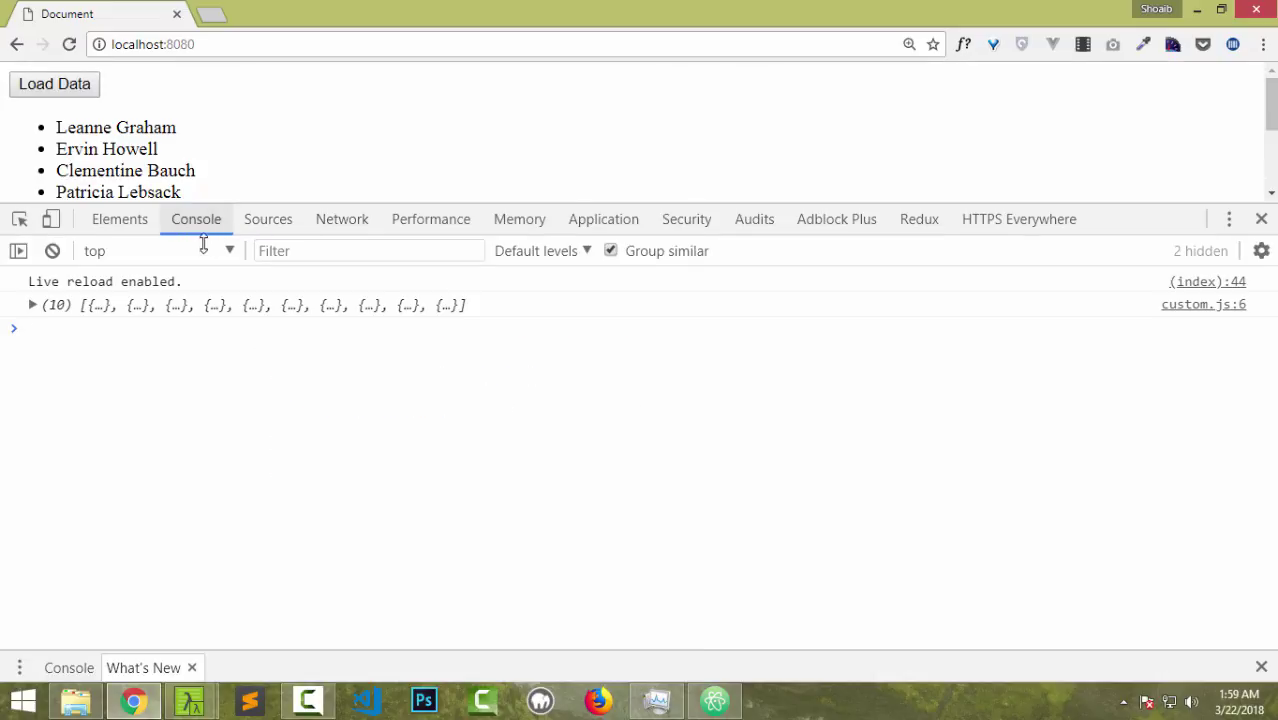 Document
Shoaib
localhost:8080
f?
Load Data
Leanne Graham
Ervin Howell
Clementine Bauch
Patricia Lebsack
Elements Console Sources Network Performance Memory Application Security Audits Adblock Plus Redux HTTPS Everywhere
top Filter Default levels Group similar 2 hidden
Live reload enabled. (index):44
(10) [{…}, {…}, {…}, {…}, {…}, {…}, {…}, {…}, {…}, {…}] custom.js:6
Console What's New
Ps
1:59 AM
3/22/2018